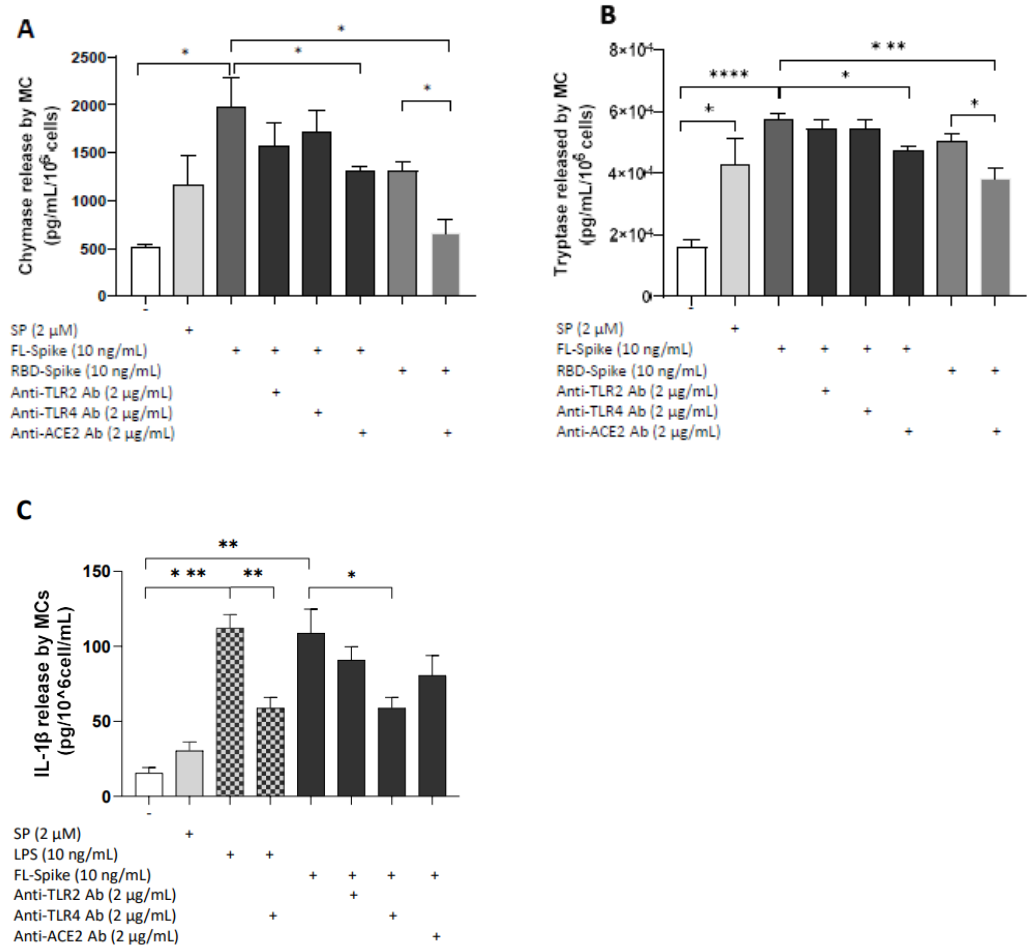 A
Chymase release by MC
(pg/mL/10⁶ cells)
2500
2000
1500
1000
500
0
*
*
*
*
-
SP (2 µM) +
FL-Spike (10 ng/mL) + + + +
RBD-Spike (10 ng/mL) + +
Anti-TLR2 Ab (2 µg/mL) +
Anti-TLR4 Ab (2 µg/mL) +
Anti-ACE2 Ab (2 µg/mL) + +
B
Tryptase released by MC
(pg/mL/10⁶ cells)
8×10⁴
6×10⁴
4×10⁴
2×10⁴
0
* **
****
*
*
*
-
SP (2 µM) +
FL-Spike (10 ng/mL) + + + +
RBD-Spike (10 ng/mL) + +
Anti-TLR2 Ab (2 µg/mL) +
Anti-TLR4 Ab (2 µg/mL) +
Anti-ACE2 Ab (2 µg/mL) + +
C
IL-1β release by MCs
(pg/10^6cell/mL)
150
100
50
0
**
* **
**
*
-
SP (2 µM) +
LPS (10 ng/mL) + +
FL-Spike (10 ng/mL) + + + +
Anti-TLR2 Ab (2 µg/mL) +
Anti-TLR4 Ab (2 µg/mL) + +
Anti-ACE2 Ab (2 µg/mL) +